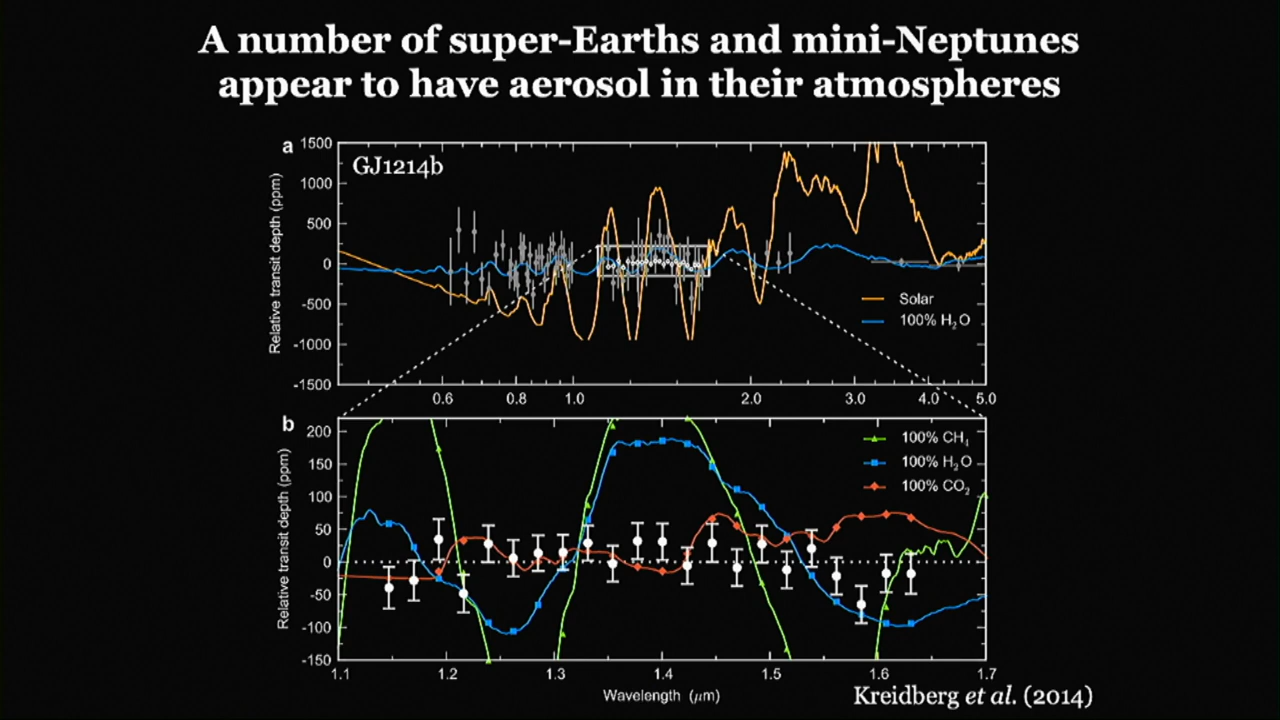 A number of super-Earths and mini-Neptunes
appear to have aerosol in their atmospheres
a
GJ1214b
Relative transit depth (ppm)
1500
1000
500
0
-500
-1000
-1500
Solar
100% H₂O
0.6 0.8 1.0 2.0 3.0 4.0 5.0
b
Relative transit depth (ppm)
200
150
100
50
0
-50
-100
-150
100% CH₄
100% H₂O
100% CO₂
1.1 1.2 1.3 1.4 1.5 1.6 1.7
Wavelength (μm)
Kreidberg et al. (2014)